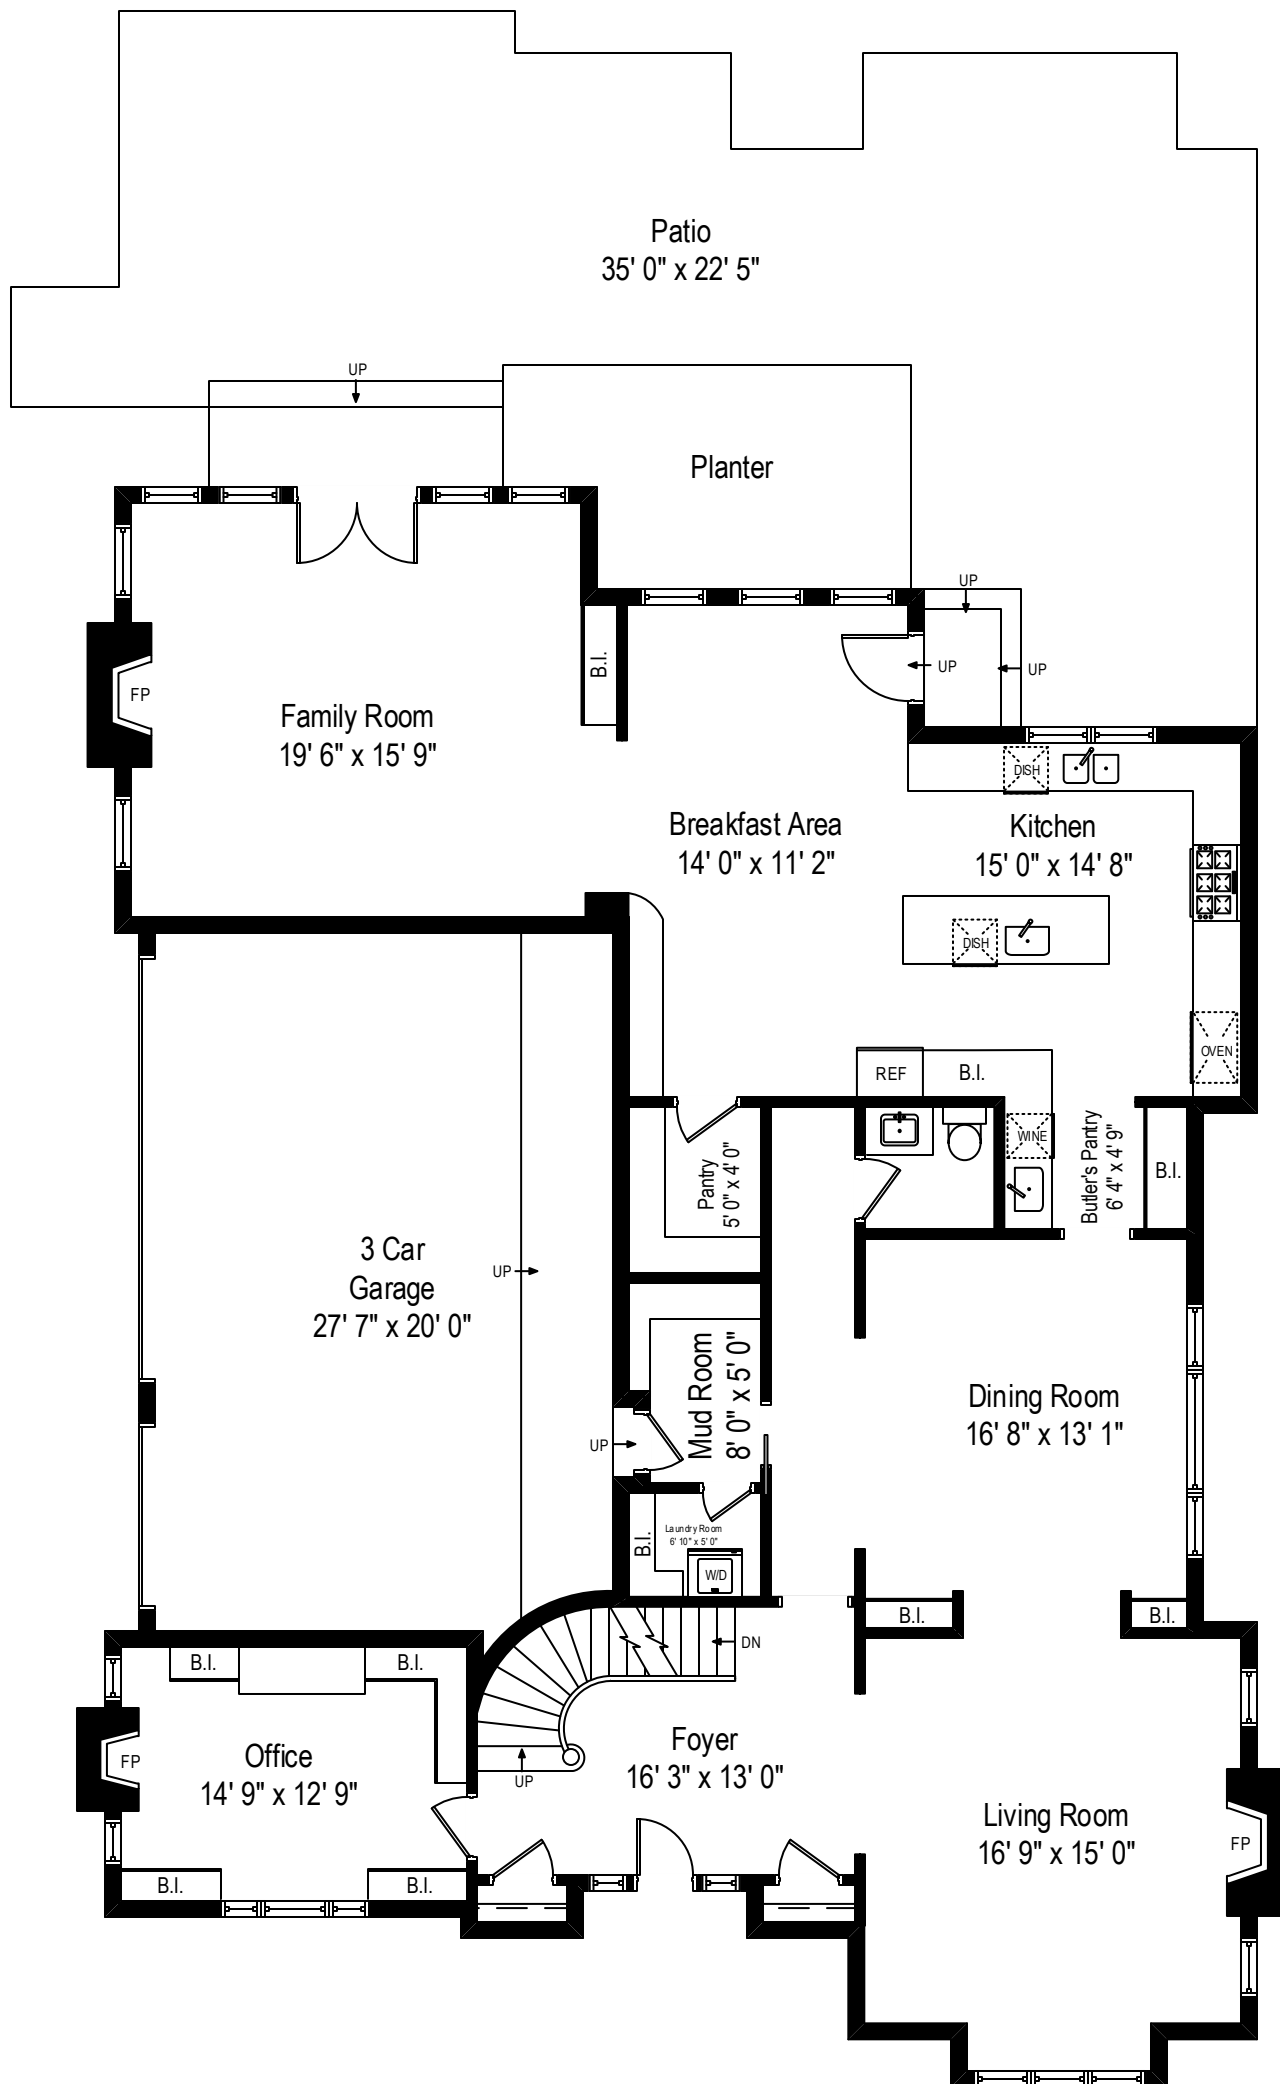 Patio
35' 0" x 22' 5"
UP
Planter
UP
UP
UP
B.I.
FP
Family Room
19' 6" x 15' 9"
DISH
Breakfast Area
14' 0" x 11' 2"
Kitchen
15' 0" x 14' 8"
DISH
OVEN
REF
B.I.
WINE
Butler's Pantry
6' 4" x 4' 9"
B.I.
Pantry
5' 0" x 4' 0"
3 Car
Garage
27' 7" x 20' 0"
UP
Mud Room
8' 0" x 5' 0"
UP
Dining Room
16' 8" x 13' 1"
Laundry Room
6' 10" x 5' 0"
B.I.
W/D
B.I.
B.I.
DN
B.I.
B.I.
Foyer
16' 3" x 13' 0"
FP
Office
14' 9" x 12' 9"
UP
Living Room
16' 9" x 15' 0"
FP
B.I.
B.I.